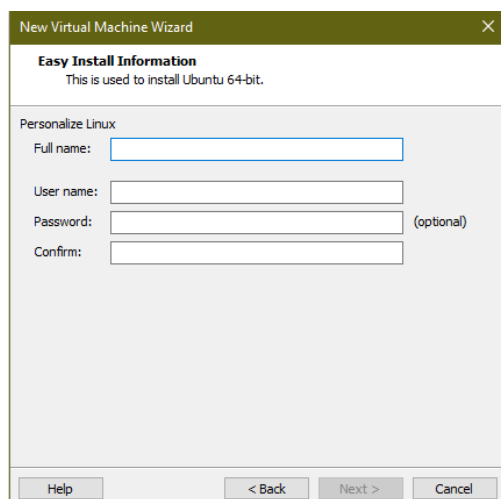 New Virtual Machine Wizard
Easy Install Information
This is used to install Ubuntu 64-bit.
Personalize Linux
Full name:
User name:
Password: (optional)
Confirm:
Help < Back Next > Cancel